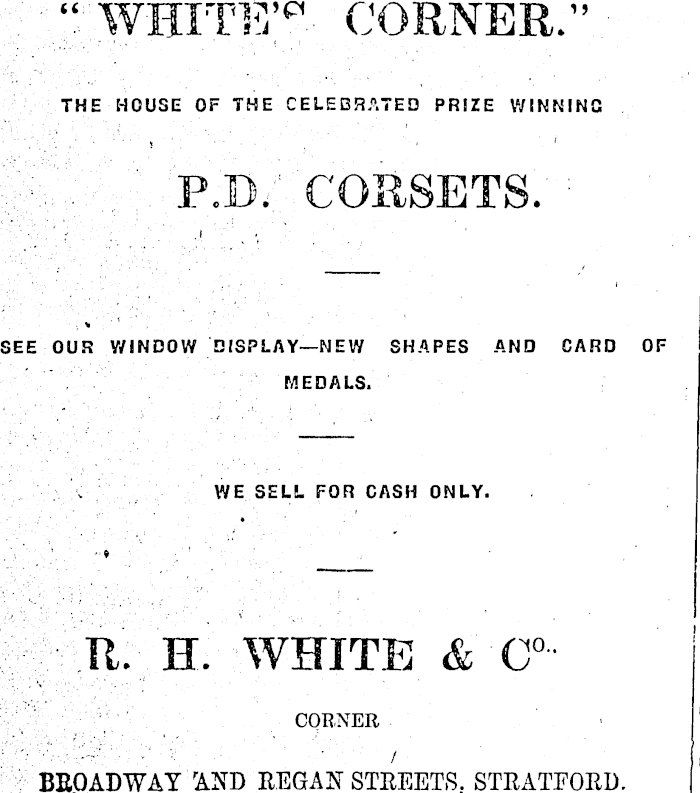 “ WHITE'S CORNER.”
THE HOUSE OF THE CELEBRATED PRIZE WINNING
P.D. CORSETS.
SEE OUR WINDOW DISPLAY—NEW SHAPES AND CARD OF
MEDALS.
WE SELL FOR CASH ONLY.
R. H. WHITE & Co.,
CORNER
BROADWAY AND REGAN STREETS, STRATFORD.